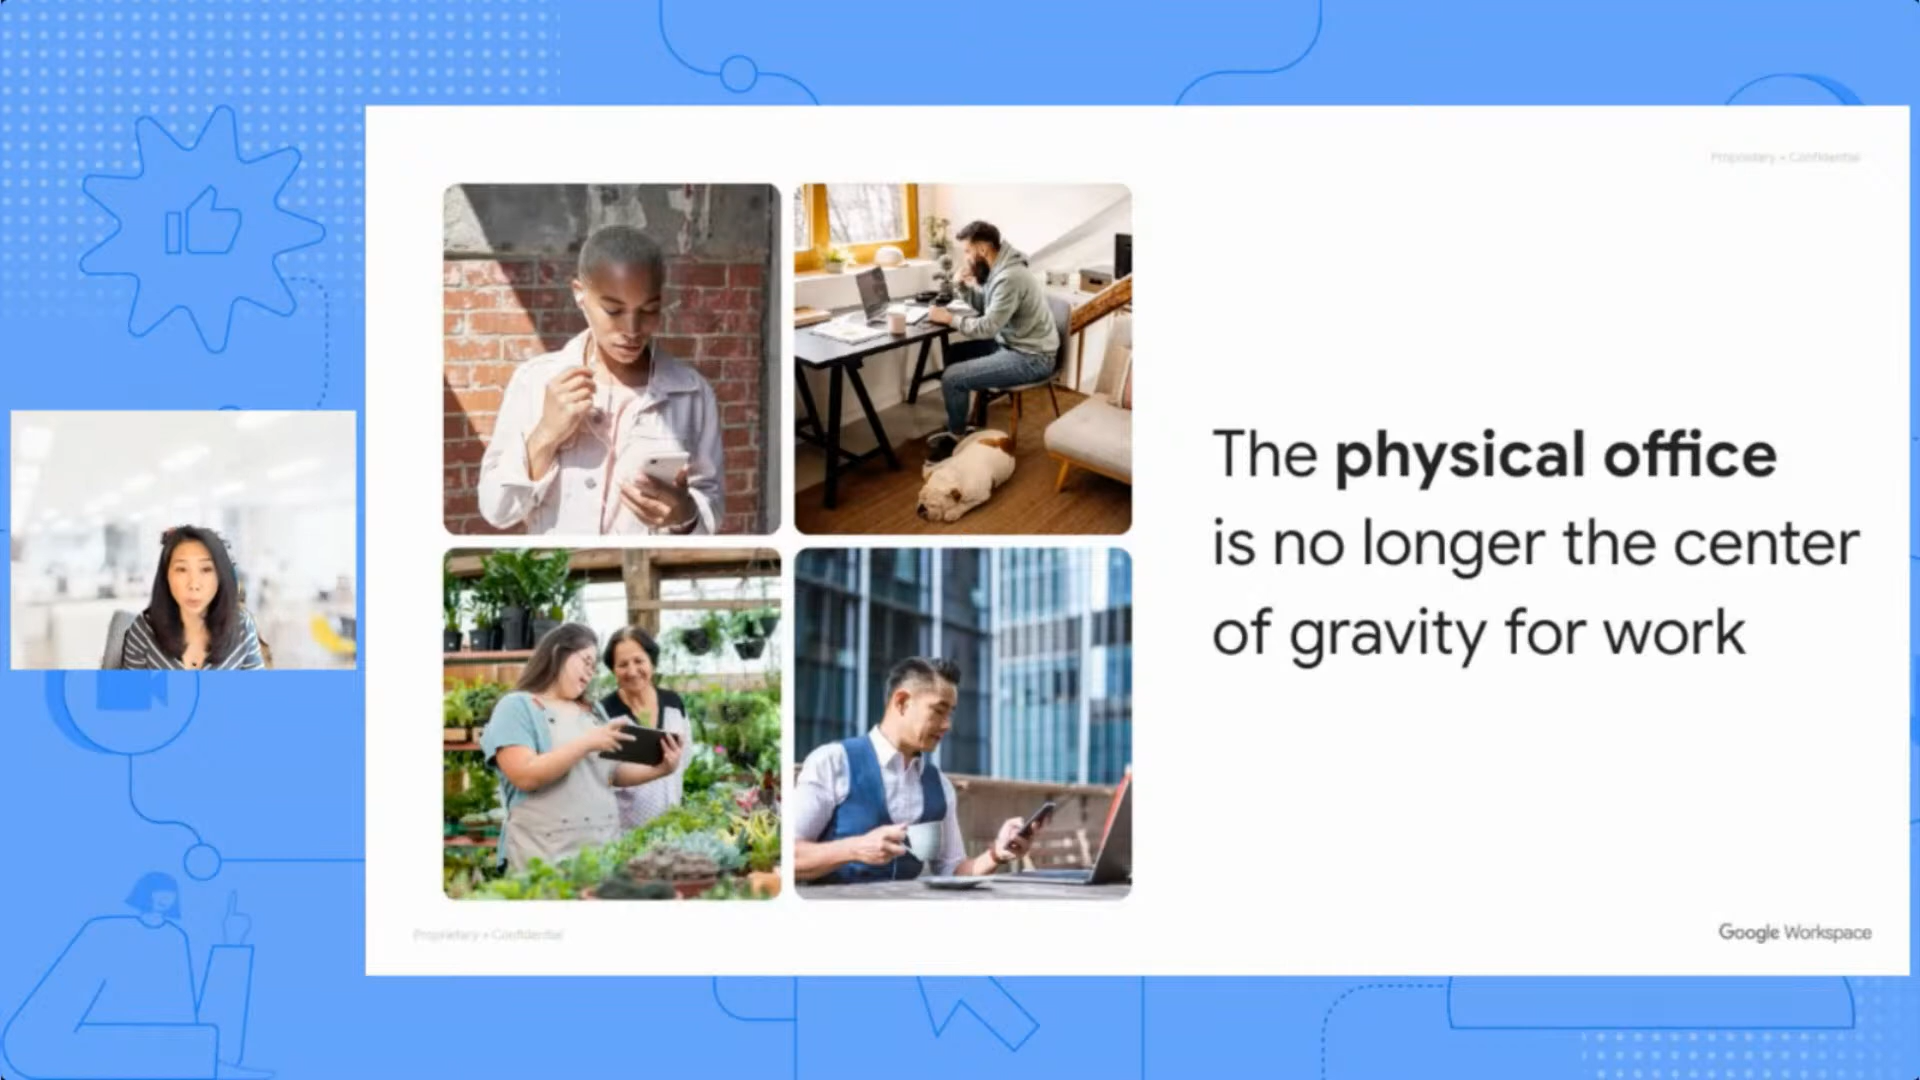 Proprietary + Confidential
The physical office
is no longer the center
of gravity for work
Proprietary + Confidential
Google Workspace